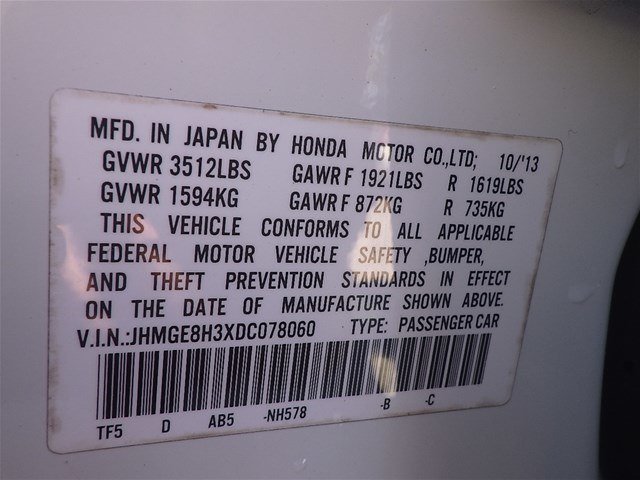 MFD. IN JAPAN BY HONDA MOTOR CO.,LTD; 10/'13
GVWR 3512LBS GAWR F 1921LBS R 1619LBS
GVWR 1594KG GAWR F 872KG R 735KG
THIS VEHICLE CONFORMS TO ALL APPLICABLE
FEDERAL MOTOR VEHICLE SAFETY ,BUMPER,
AND THEFT PREVENTION STANDARDS IN EFFECT
ON THE DATE OF MANUFACTURE SHOWN ABOVE.
V.I.N.:JHMGE8H3XDC078060 TYPE: PASSENGER CAR
TF5 D AB5 -NH578 -B -C